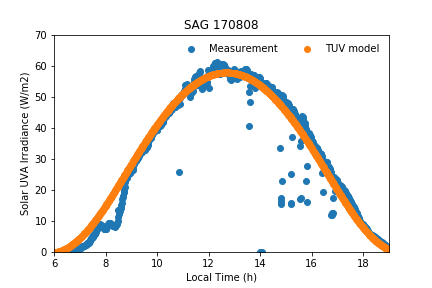 SAG 170808
Measurement TUV model
Solar UVA Irradiance (W/m2)
70
60
50
40
30
20
10
0
6 8 10 12 14 16 18
Local Time (h)